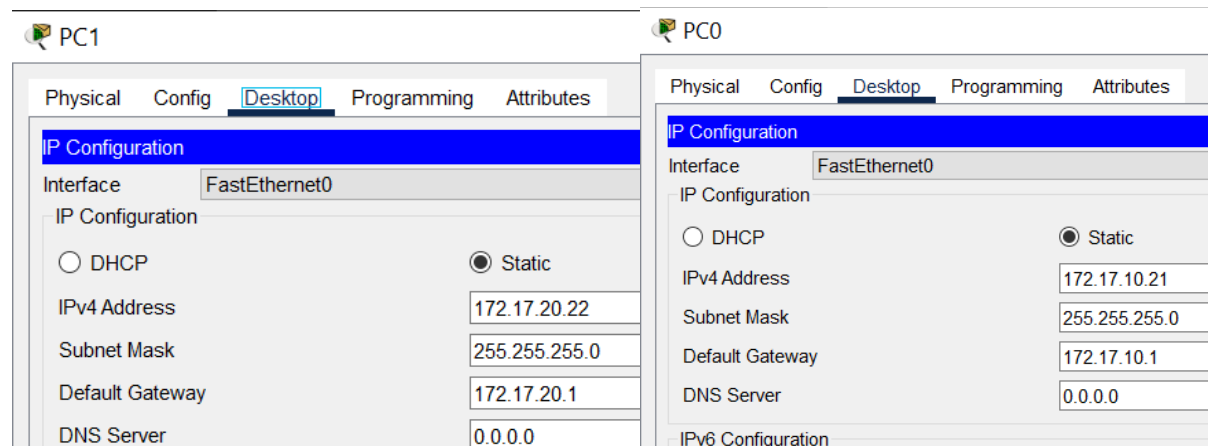 PC1
Physical Config Desktop Programming Attributes
IP Configuration
Interface FastEthernet0
IP Configuration
DHCP Static
IPv4 Address 172.17.20.22
Subnet Mask 255.255.255.0
Default Gateway 172.17.20.1
DNS Server 0.0.0.0
PC0
Physical Config Desktop Programming Attributes
IP Configuration
Interface FastEthernet0
IP Configuration
DHCP Static
IPv4 Address 172.17.10.21
Subnet Mask 255.255.255.0
Default Gateway 172.17.10.1
DNS Server 0.0.0.0
IPv6 Configuration